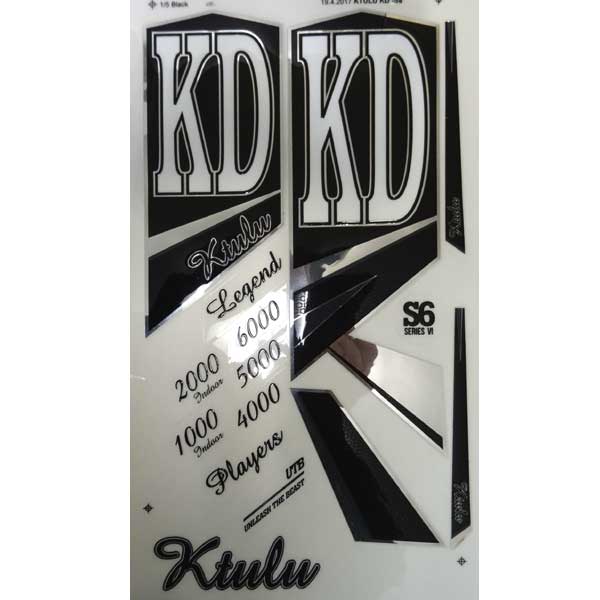 1/5 Black
19.4.2017 KTULU KD
KD
KD
Ktulu
Ktulu
Legend
6000
2000
Indoor
5000
1000
Indoor
4000
S6
SERIES VI
Players
UTB
UNLEASH THE BEAST
Ktulu
Ktulu